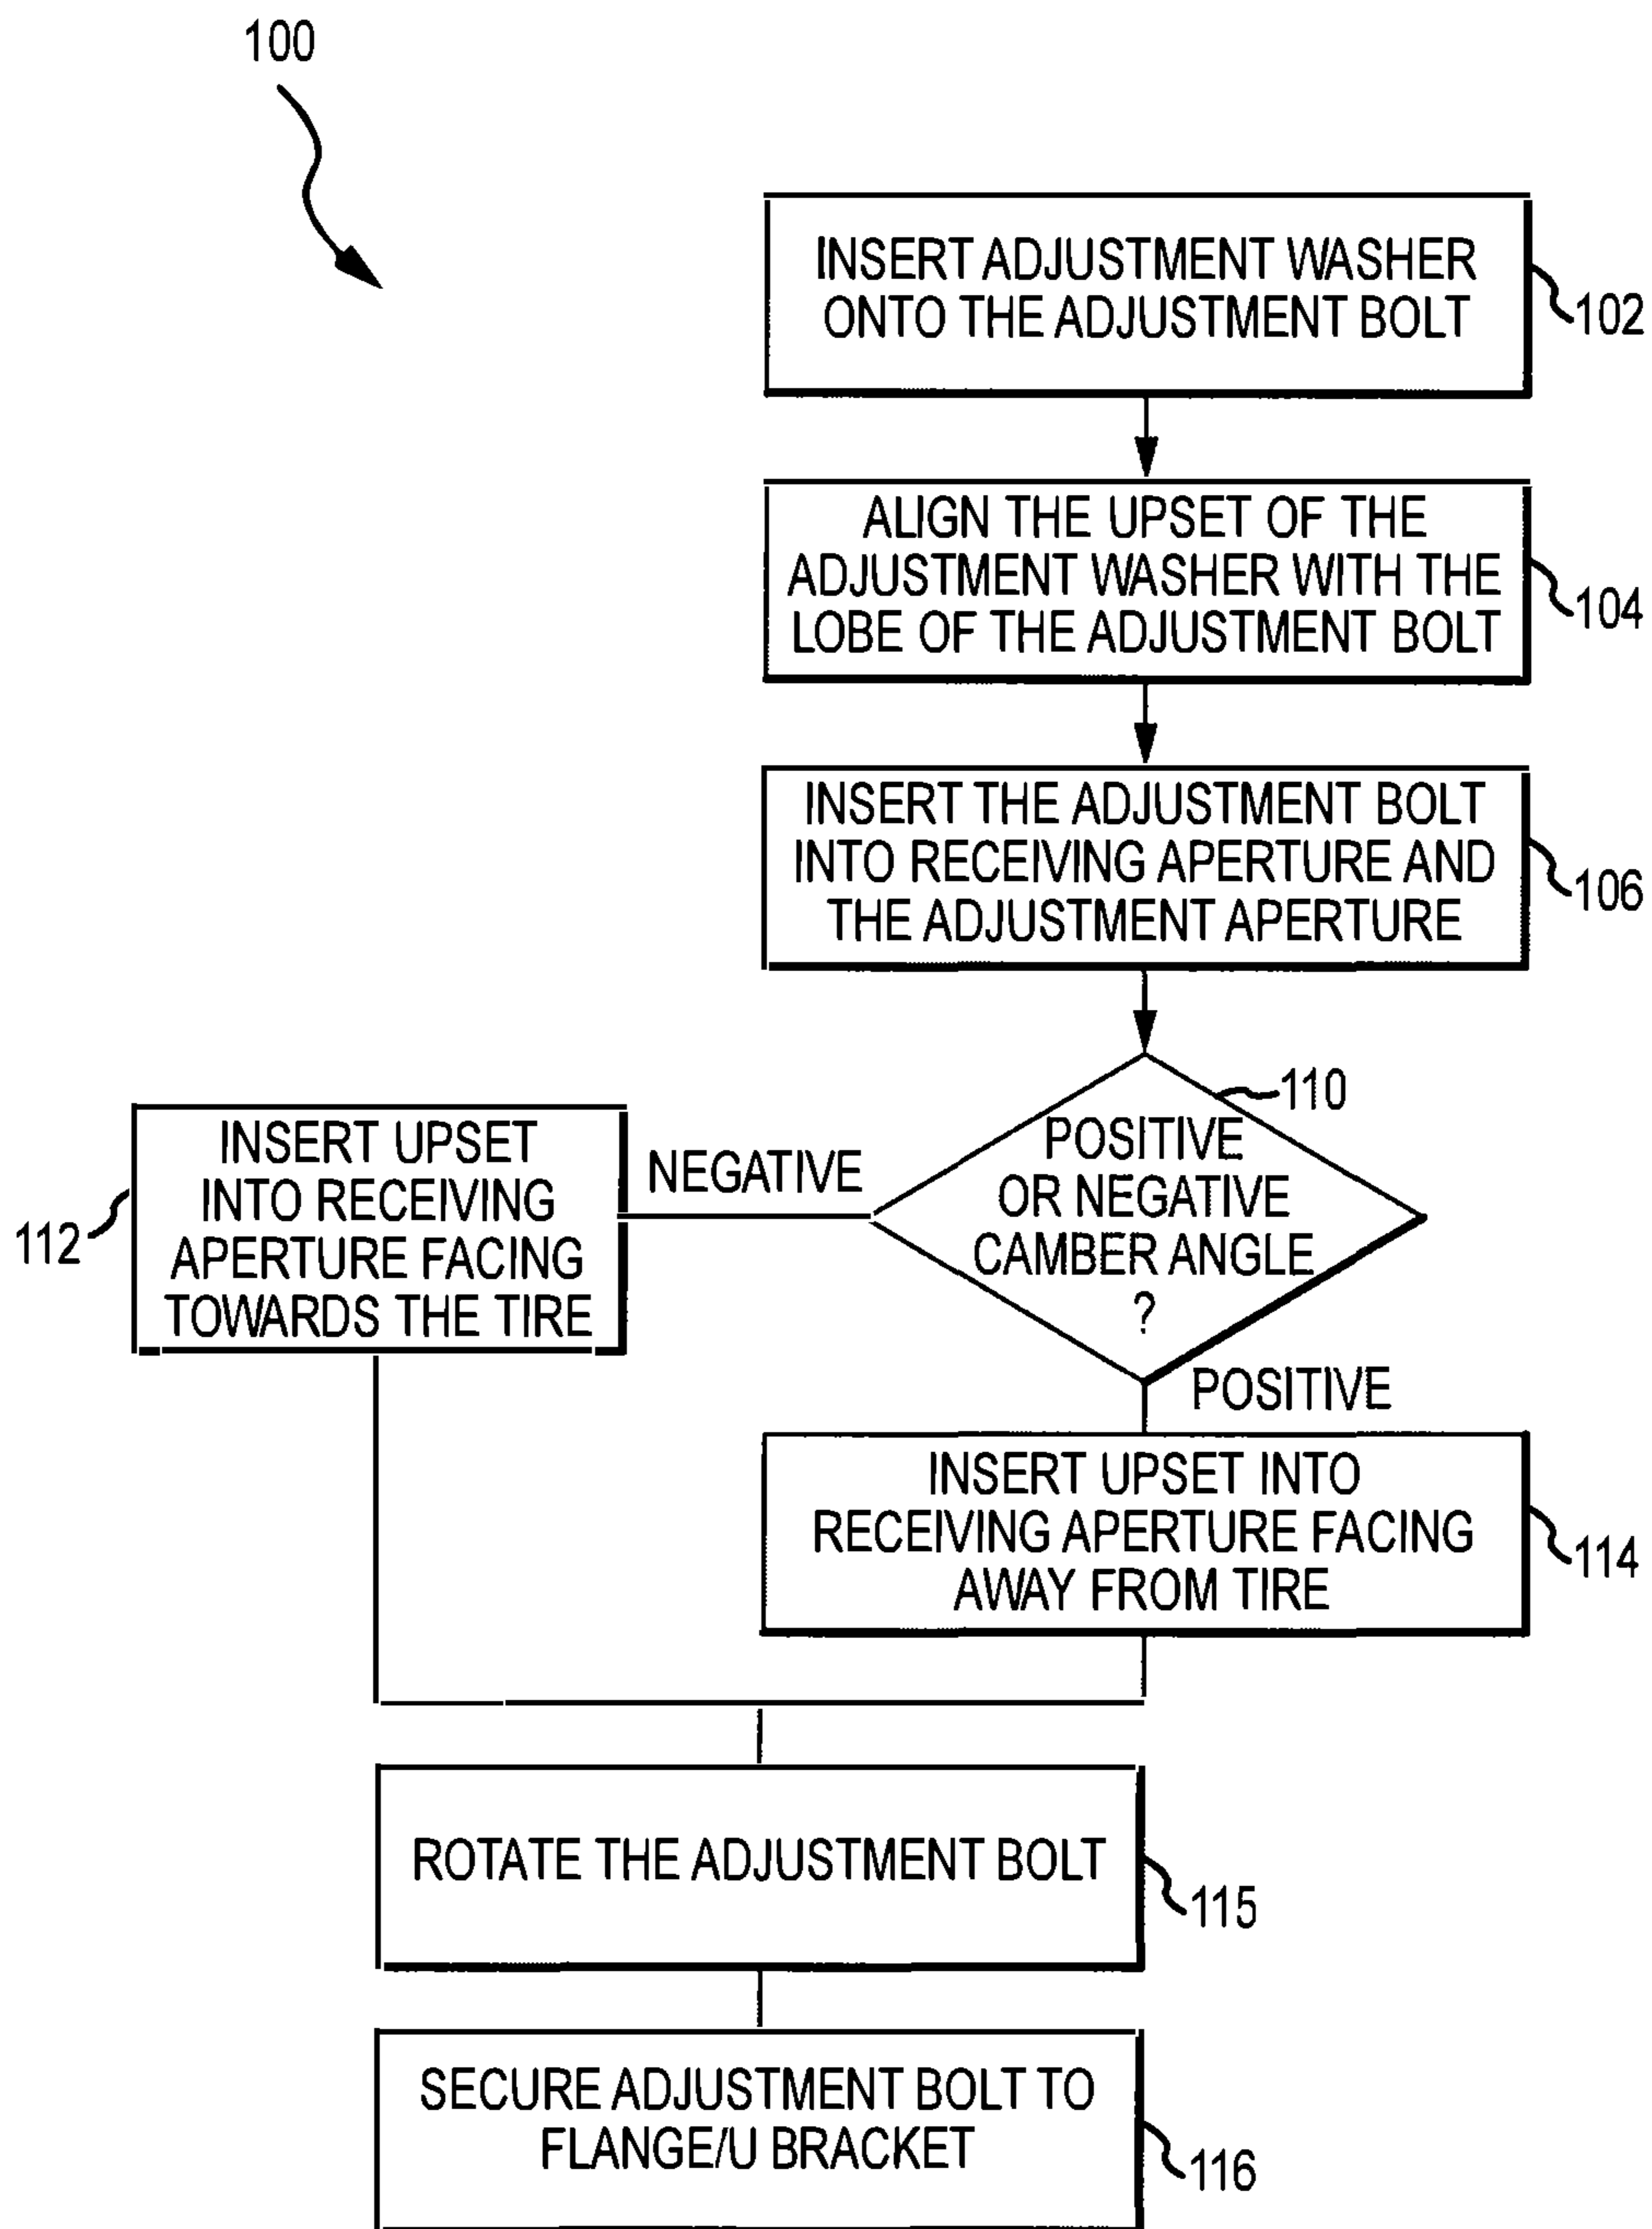 100
INSERT ADJUSTMENT WASHER
ONTO THE ADJUSTMENT BOLT
102
ALIGN THE UPSET OF THE
ADJUSTMENT WASHER WITH THE
LOBE OF THE ADJUSTMENT BOLT
104
INSERT THE ADJUSTMENT BOLT
INTO RECEIVING APERTURE AND
THE ADJUSTMENT APERTURE
106
110
POSITIVE
OR NEGATIVE
CAMBER ANGLE
?
NEGATIVE
INSERT UPSET
INTO RECEIVING
APERTURE FACING
TOWARDS THE TIRE
112
POSITIVE
INSERT UPSET INTO
RECEIVING APERTURE FACING
AWAY FROM TIRE
114
ROTATE THE ADJUSTMENT BOLT
115
SECURE ADJUSTMENT BOLT TO
FLANGE/U BRACKET
116